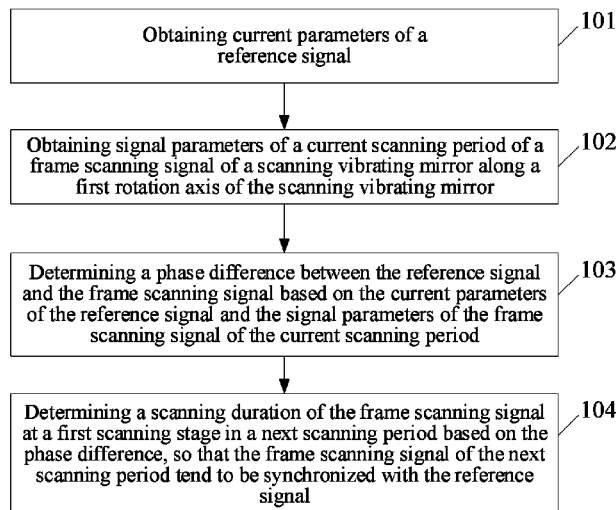 Obtaining current parameters of a
reference signal
101
Obtaining signal parameters of a current scanning period of a
frame scanning signal of a scanning vibrating mirror along a
first rotation axis of the scanning vibrating mirror
102
Determining a phase difference between the reference signal
and the frame scanning signal based on the current parameters
of the reference signal and the signal parameters of the frame
scanning signal of the current scanning period
103
Determining a scanning duration of the frame scanning signal
at a first scanning stage in a next scanning period based on the
phase difference, so that the frame scanning signal of the next
scanning period tend to be synchronized with the reference
signal
104